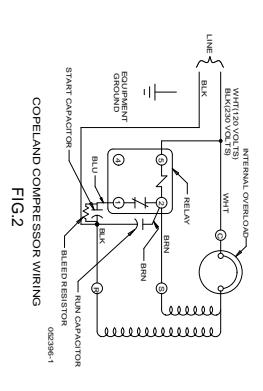 LINE
BLK
WHT(120 VOLTS)
BLK(230 VOLTS)
INTERNAL OVERLOAD
WHT
C
EQUIPMENT
GROUND
RELAY
4
5
1
2
BLU
START CAPACITOR
BLK
BRN
BRN
S
R
BLEED RESISTOR
RUN CAPACITOR
COPELAND COMPRESSOR WIRING
FIG.2
052396-1